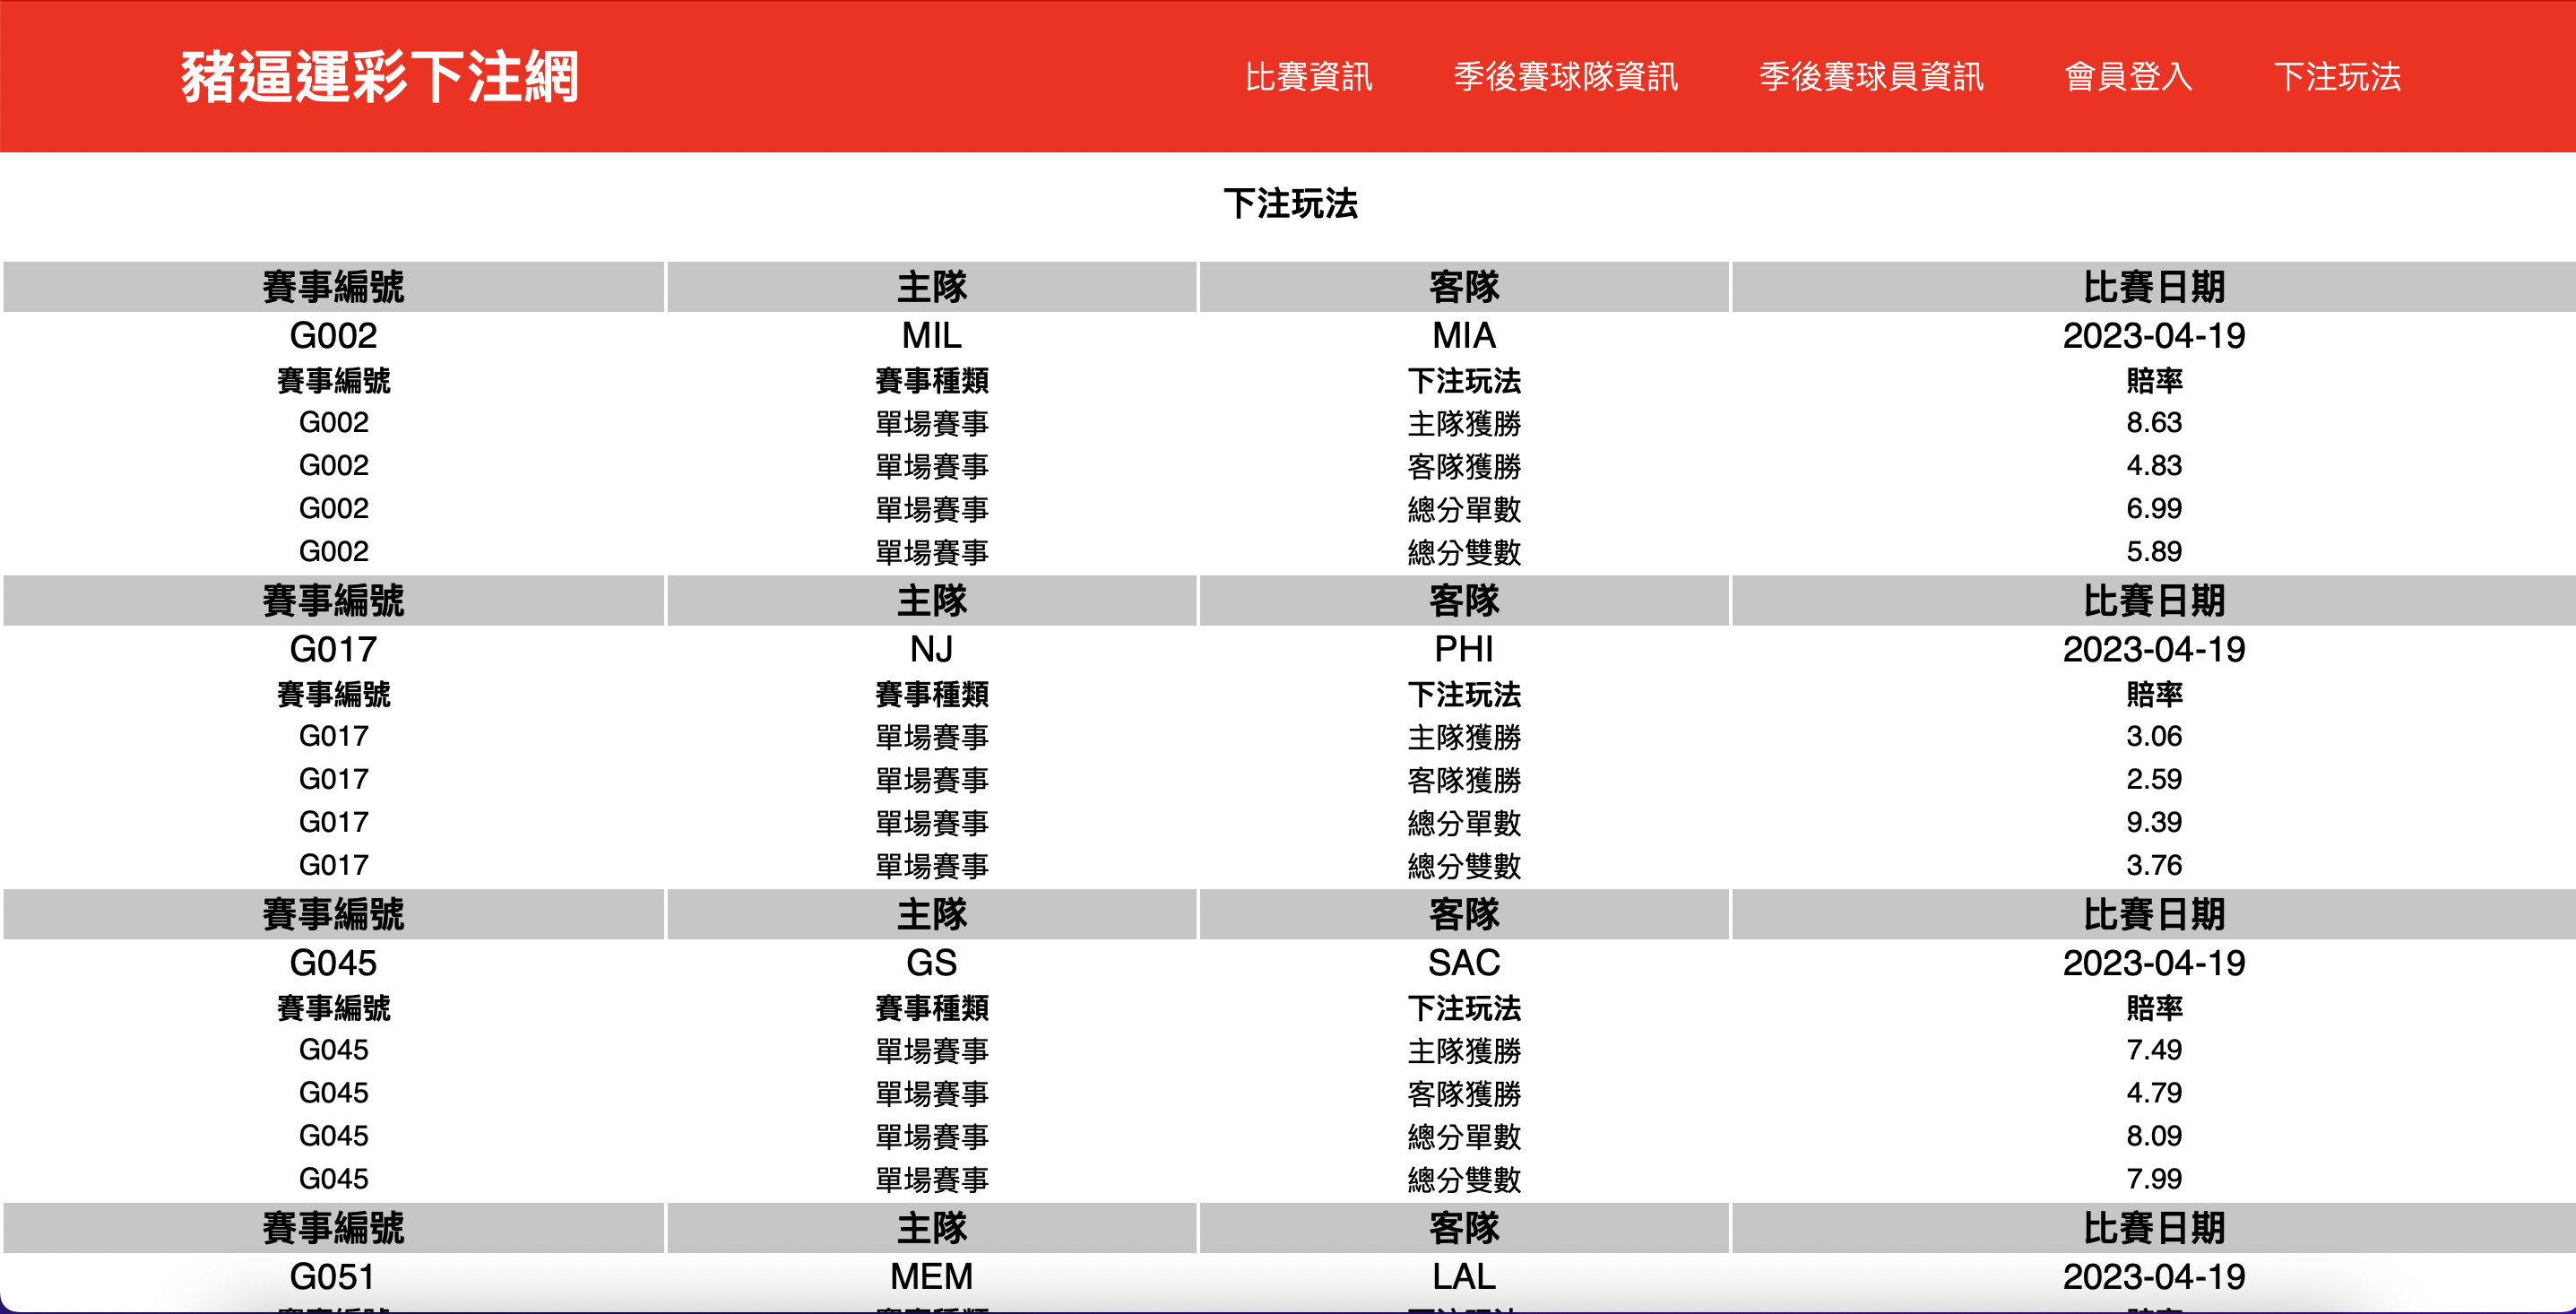 豬逼運彩下注網 比賽資訊 季後賽球隊資訊 季後賽球員資訊 會員登入 下注玩法
下注玩法
賽事編號 主隊 客隊 比賽日期
G002 MIL MIA 2023-04-19
賽事編號 賽事種類 下注玩法 賠率
G002 單場賽事 主隊獲勝 8.63
G002 單場賽事 客隊獲勝 4.83
G002 單場賽事 總分單數 6.99
G002 單場賽事 總分雙數 5.89
賽事編號 主隊 客隊 比賽日期
G017 NJ PHI 2023-04-19
賽事編號 賽事種類 下注玩法 賠率
G017 單場賽事 主隊獲勝 3.06
G017 單場賽事 客隊獲勝 2.59
G017 單場賽事 總分單數 9.39
G017 單場賽事 總分雙數 3.76
賽事編號 主隊 客隊 比賽日期
G045 GS SAC 2023-04-19
賽事編號 賽事種類 下注玩法 賠率
G045 單場賽事 主隊獲勝 7.49
G045 單場賽事 客隊獲勝 4.79
G045 單場賽事 總分單數 8.09
G045 單場賽事 總分雙數 7.99
賽事編號 主隊 客隊 比賽日期
G051 MEM LAL 2023-04-19